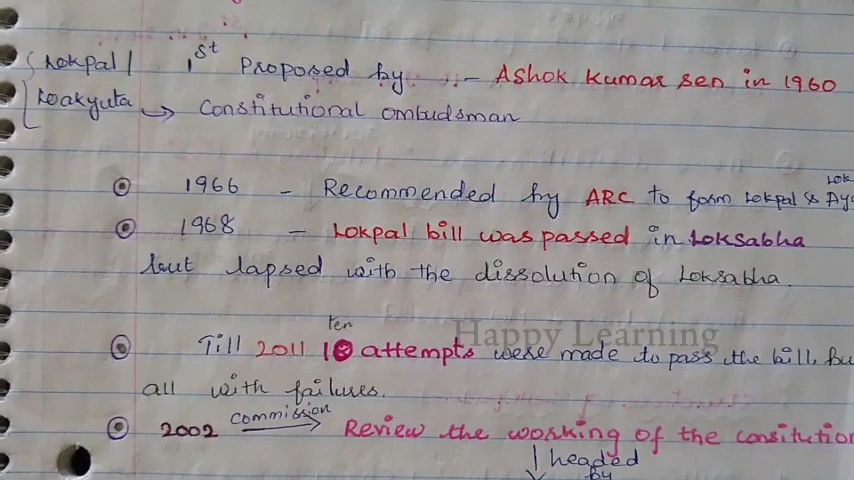 Lokpal / 1st Proposed by - Ashok Kumar Sen in 1960
Loakyuta → Constitutional ombudsman
1966 - Recommended by ARC to form Lokpal & Lok
1968 - Lokpal bill was passed in Loksabha
but lapsed with the dissolution of Loksabha.
Happy Learning
Till 2011 10 ten attempts were made to pass the bill, bu
all with failures.
2002 commission → Review the working of the consitution
headed
by